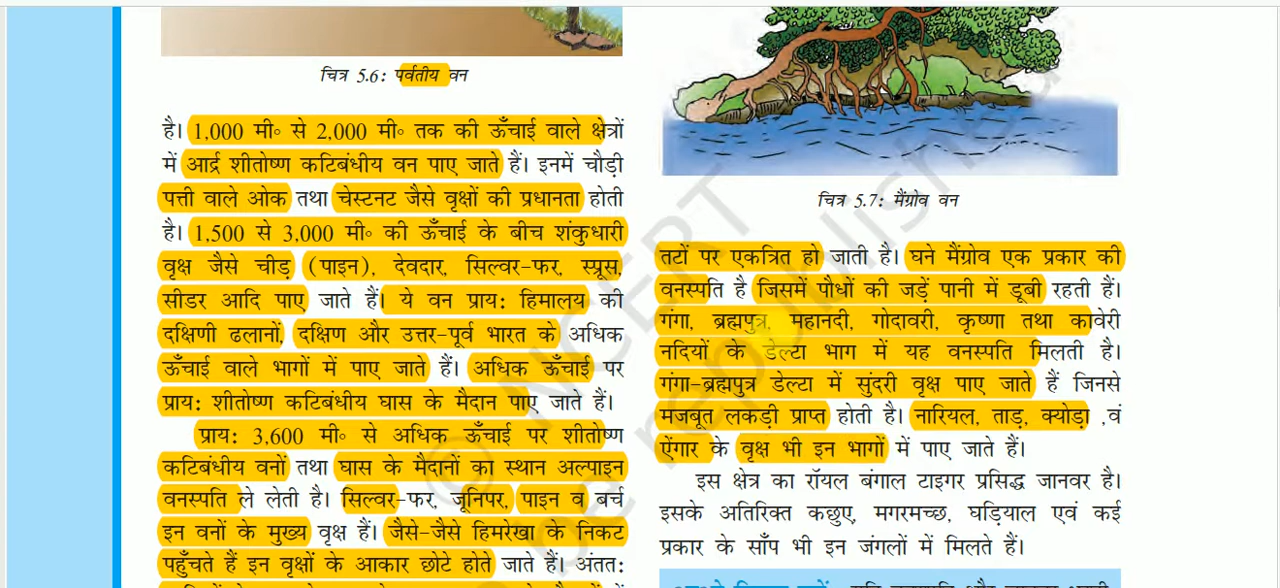 चित्र 5.6: पर्वतीय वन
है। 1,000 मी॰ से 2,000 मी॰ तक की ऊँचाई वाले क्षेत्रों
में आर्द्र शीतोष्ण कटिबंधीय वन पाए जाते हैं। इनमें चौड़ी
पत्ती वाले ओक तथा चेस्टनट जैसे वृक्षों की प्रधानता होती
है। 1,500 से 3,000 मी॰ की ऊँचाई के बीच शंकुधारी
वृक्ष जैसे चीड़ (पाइन), देवदार, सिल्वर-फर, स्प्रूस,
सीडर आदि पाए जाते हैं। ये वन प्राय: हिमालय की
दक्षिणी ढलानों, दक्षिण और उत्तर-पूर्व भारत के अधिक
ऊँचाई वाले भागों में पाए जाते हैं। अधिक ऊँचाई पर
प्राय: शीतोष्ण कटिबंधीय घास के मैदान पाए जाते हैं।
प्राय: 3,600 मी॰ से अधिक ऊँचाई पर शीतोष्ण
कटिबंधीय वनों तथा घास के मैदानों का स्थान अल्पाइन
वनस्पति ले लेती है। सिल्वर-फर, जूनिपर, पाइन व बर्च
इन वनों के मुख्य वृक्ष हैं। जैसे-जैसे हिमरेखा के निकट
पहुँचते हैं इन वृक्षों के आकार छोटे होते जाते हैं। अंतत:
चित्र 5.7: मैंग्रोव वन
तटों पर एकत्रित हो जाती है। घने मैंग्रोव एक प्रकार की
वनस्पति है जिसमें पौधों की जड़ें पानी में डूबी रहती हैं।
गंगा, ब्रह्मपुत्र, महानदी, गोदावरी, कृष्णा तथा कावेरी
नदियों के डेल्टा भाग में यह वनस्पति मिलती है।
गंगा-ब्रह्मपुत्र डेल्टा में सुंदरी वृक्ष पाए जाते हैं जिनसे
मजबूत लकड़ी प्राप्त होती है। नारियल, ताड़, क्योड़ा ,वं
ऐंगार के वृक्ष भी इन भागों में पाए जाते हैं।
इस क्षेत्र का रॉयल बंगाल टाइगर प्रसिद्ध जानवर है।
इसके अतिरिक्त कछुए, मगरमच्छ, घड़ियाल एवं कई
प्रकार के साँप भी इन जंगलों में मिलते हैं।
© NCERT
be republished